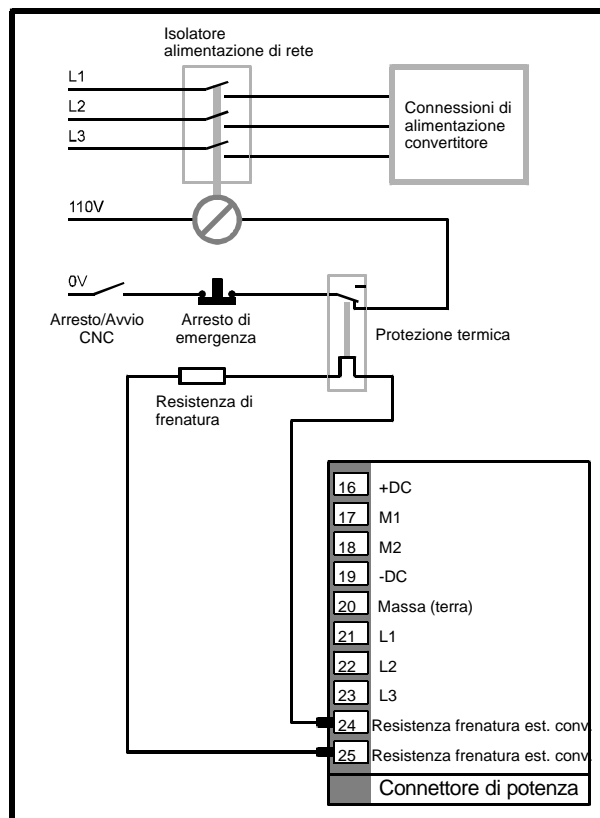 Isolatore
alimentazione di rete
L1
L2
L3
Connessioni di
alimentazione
convertitore
110V
0V
Arresto/Avvio
CNC
Arresto di
emergenza
Protezione termica
Resistenza di
frenatura
16 +DC
17 M1
18 M2
19 -DC
20 Massa (terra)
21 L1
22 L2
23 L3
24 Resistenza frenatura est. conv.
25 Resistenza frenatura est. conv.
Connettore di potenza